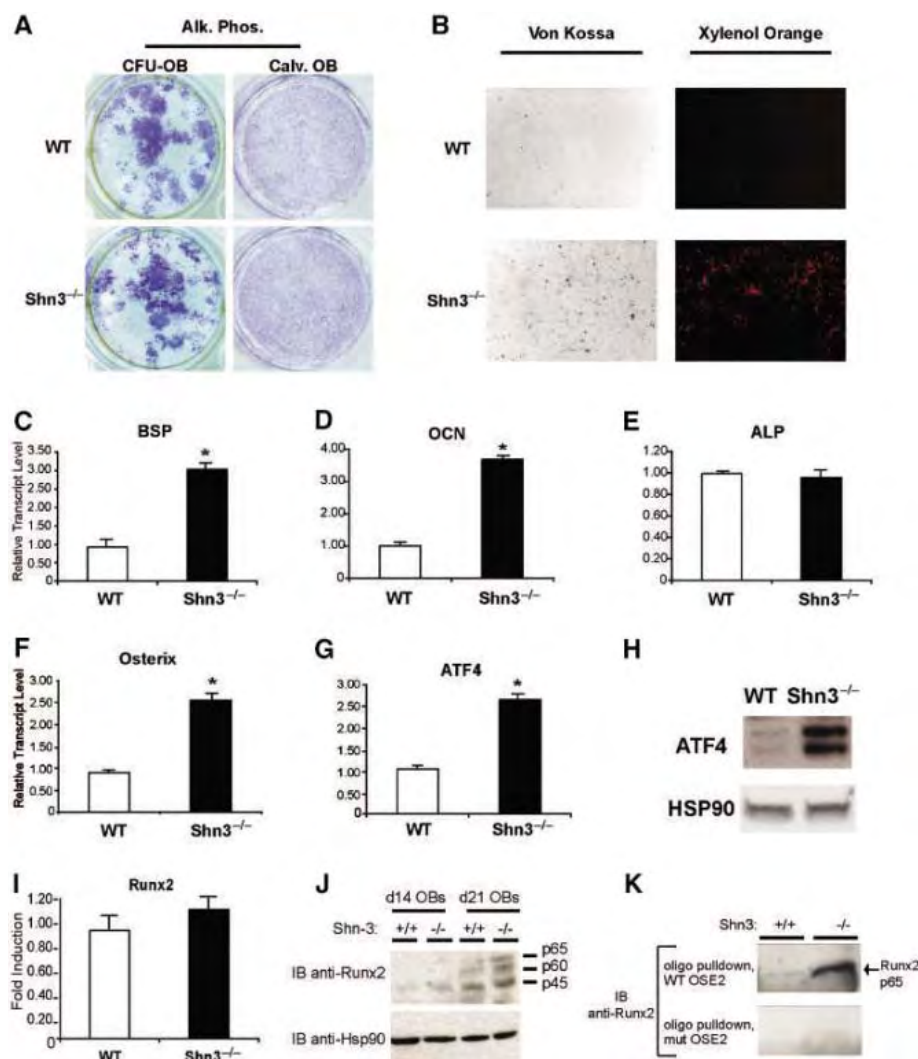 A
Alk. Phos.
CFU-OB Calv. OB
WT
Shn3⁻/⁻
B
Von Kossa Xylenol Orange
WT
Shn3⁻/⁻
C
BSP
Relative Transcript Level
3.50
3.00
2.50
2.00
1.50
1.00
0.50
0
*
WT Shn3⁻/⁻
D
OCN
4.00
3.00
2.00
1.00
0
*
WT Shn3⁻/⁻
E
ALP
1.20
1.00
0.80
0.60
0.40
0.20
0
WT Shn3⁻/⁻
F
Osterix
Relative Transcript Level
3.00
2.50
2.00
1.50
1.00
0.50
0
*
WT Shn3⁻/⁻
G
ATF4
3.00
2.50
2.00
1.50
1.00
0.50
0
*
WT Shn3⁻/⁻
H
WT Shn3⁻/⁻
ATF4
HSP90
I
Runx2
Fold Induction
1.20
1.00
0.80
0.60
0.40
0.20
0
WT Shn3⁻/⁻
J
d14 OBs d21 OBs
Shn-3: +/+ -/- +/+ -/-
p65
p60
p45
IB anti-Runx2
IB anti-Hsp90
K
Shn3: +/+ -/-
IB
anti-Runx2
oligo pulldown,
WT OSE2
Runx2
p65
oligo pulldown,
mut OSE2